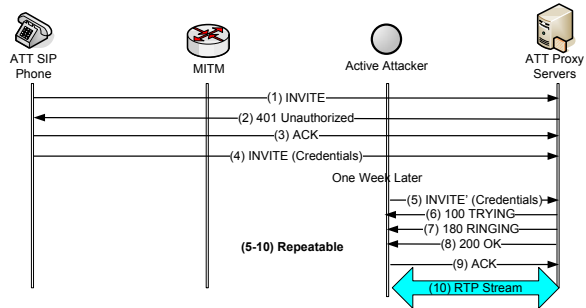 ATT SIP
Phone
MITM
Active Attacker
ATT Proxy
Servers
(1) INVITE
(2) 401 Unauthorized
(3) ACK
(4) INVITE (Credentials)
One Week Later
(5) INVITE' (Credentials)
(6) 100 TRYING
(7) 180 RINGING
(5-10) Repeatable
(8) 200 OK
(9) ACK
(10) RTP Stream